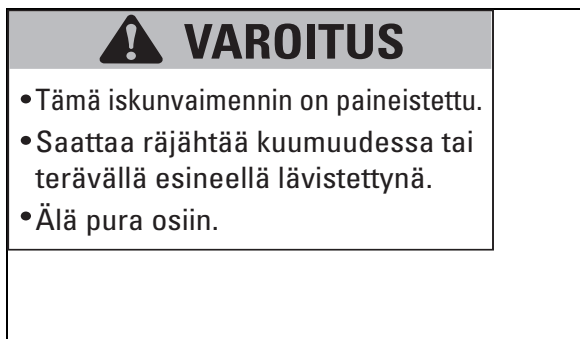 VAROITUS
• Tämä iskunvaimennin on paineistettu.
• Saattaa räjähtää kuumuudessa tai
terävällä esineellä lävistettynä.
• Älä pura osiin.